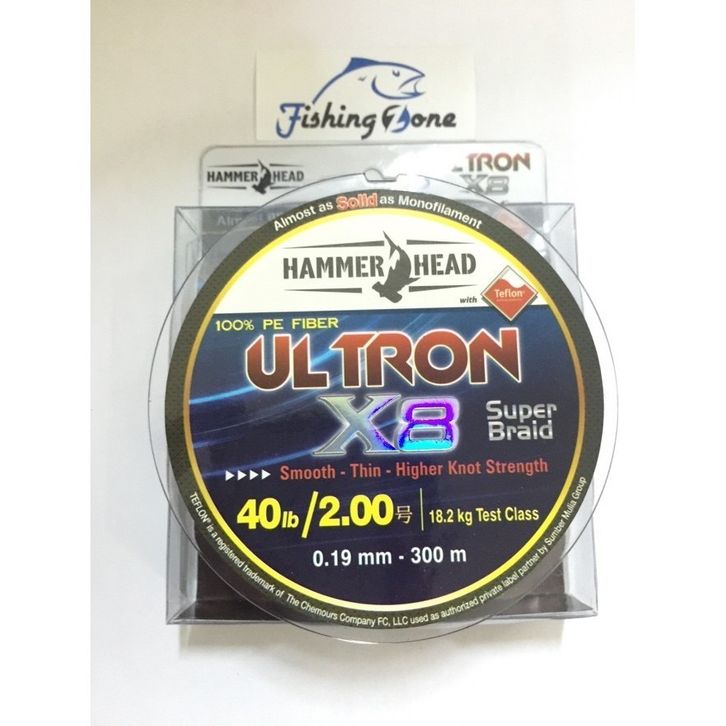 Fishing Zone
HAMMER HEAD
ULTRON
X8
Almost as Solid as Monofilament
HAMMER HEAD
with Teflon
100% PE FIBER
ULTRON
X8
Super
Braid
Smooth - Thin - Higher Knot Strength
40lb/2.00号 18.2 kg Test Class
0.19 mm - 300 m
TEFLON® is a registered trademark of The Chemours Company FC, LLC used as authorized private label partner by Sumber Mulia Group